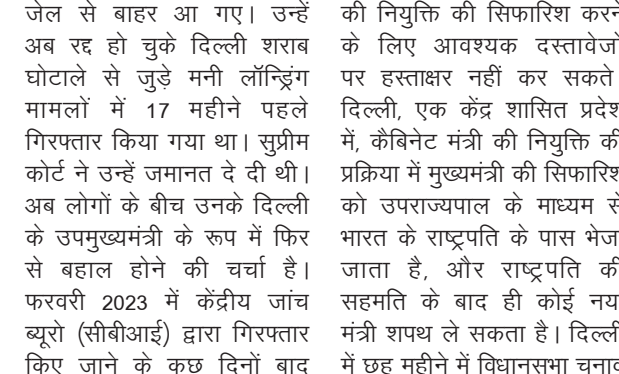 जेल से बाहर आ गए। उन्हें
अब रद्द हो चुके दिल्ली शराब
घोटाले से जुड़े मनी लॉन्ड्रिंग
मामलों में 17 महीने पहले
गिरफ्तार किया गया था। सुप्रीम
कोर्ट ने उन्हें जमानत दे दी थी।
अब लोगों के बीच उनके दिल्ली
के उपमुख्यमंत्री के रूप में फिर
से बहाल होने की चर्चा है।
फरवरी 2023 में केंद्रीय जांच
ब्यूरो (सीबीआई) द्वारा गिरफ्तार
किए जाने के कुछ दिनों बाद
की नियुक्ति की सिफारिश करने
के लिए आवश्यक दस्तावेजों
पर हस्ताक्षर नहीं कर सकते
दिल्ली, एक केंद्र शासित प्रदेश
में, कैबिनेट मंत्री की नियुक्ति की
प्रक्रिया में मुख्यमंत्री की सिफारिश
को उपराज्यपाल के माध्यम से
भारत के राष्ट्रपति के पास भेजा
जाता है, और राष्ट्रपति की
सहमति के बाद ही कोई नया
मंत्री शपथ ले सकता है। दिल्ली
में छह महीने में विधानसभा चुनाव